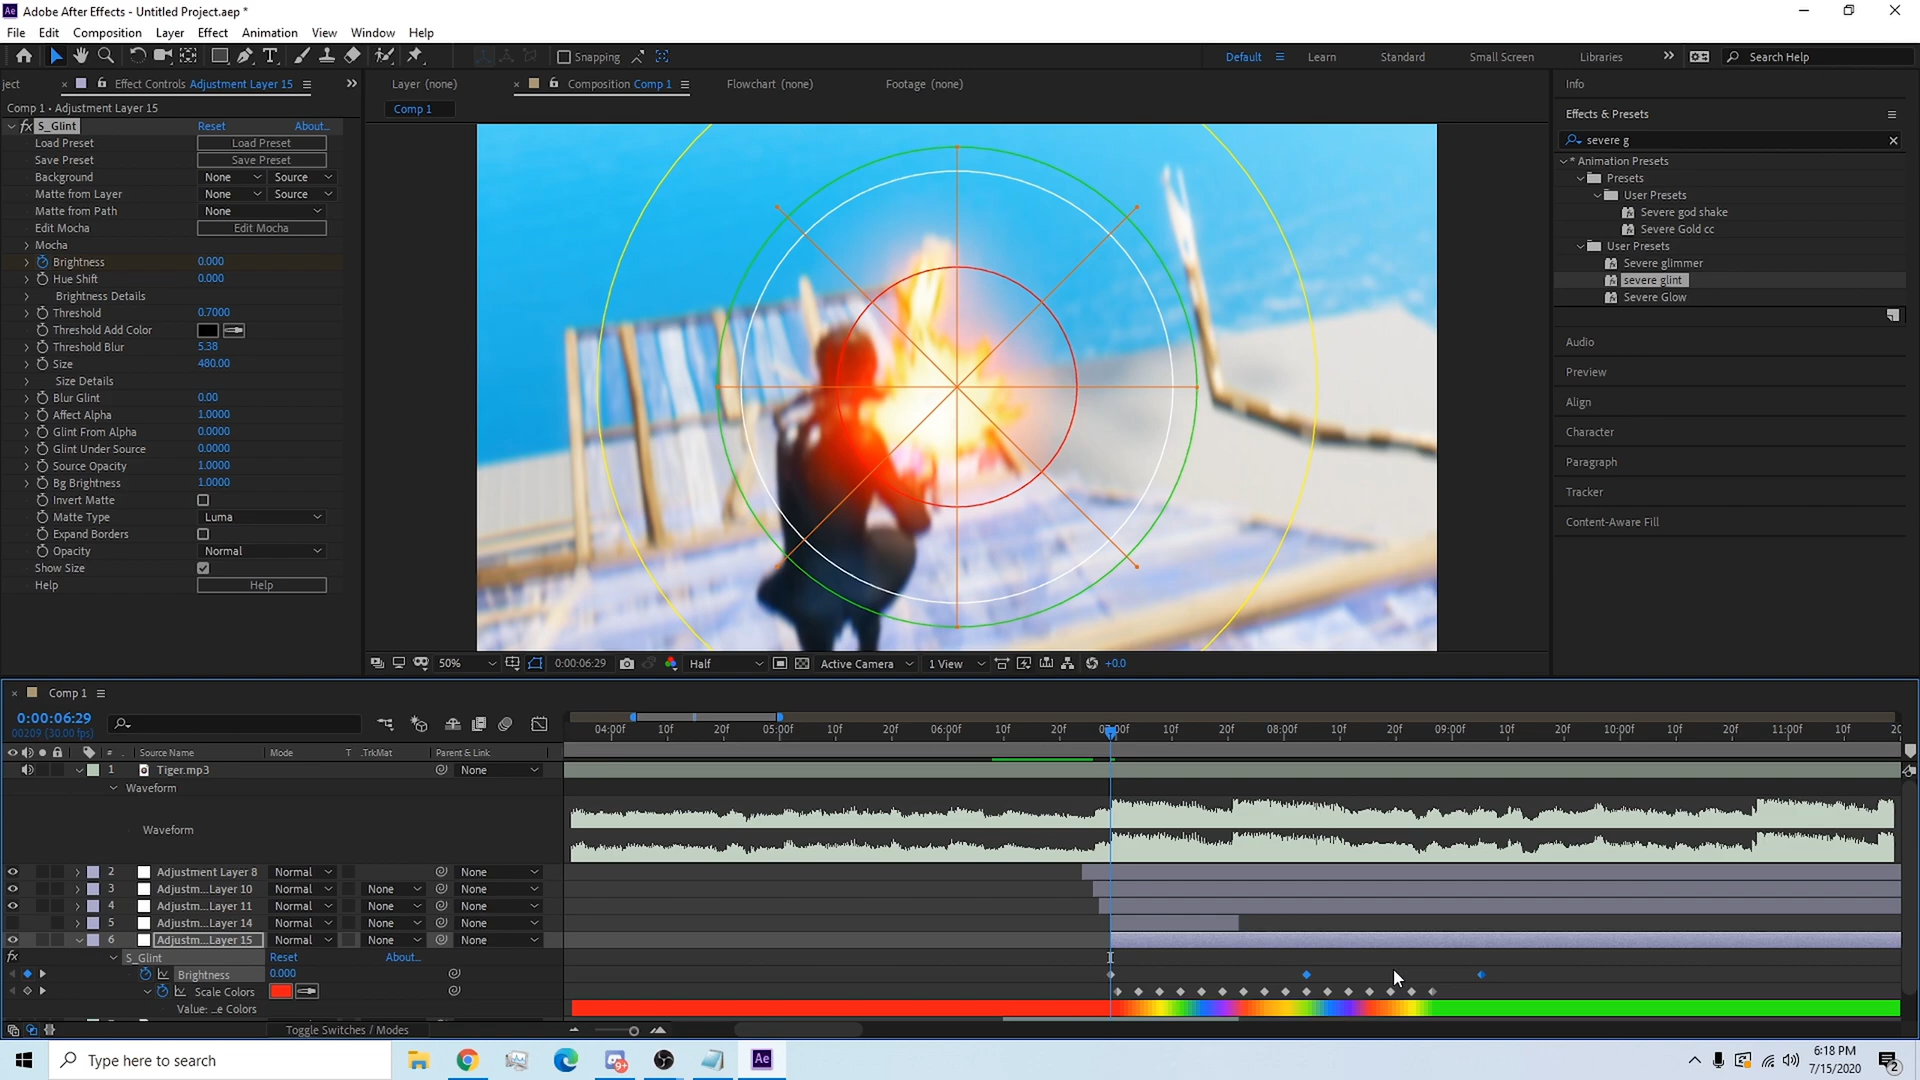 Ae Adobe After Effects - Untitled Project.aep *
File Edit Composition Layer Effect Animation View Window Help
Snapping Default Learn Standard Small Screen Libraries Search Help
ject Effect Controls Adjustment Layer 15
Layer (none) Composition Comp 1 Flowchart (none) Footage (none)
Info
Comp 1 • Adjustment Layer 15
Comp 1
Effects & Presets
fx S_Glint Reset About...
Load Preset Load Preset
Save Preset Save Preset
Background None Source
Matte from Layer None Source
Matte from Path None
Edit Mocha Edit Mocha
Mocha
Brightness 0.000
Hue Shift 0.000
Brightness Details
Threshold 0.7000
Threshold Add Color
Threshold Blur 5.38
Size 480.00
Size Details
Blur Glint 0.00
Affect Alpha 1.0000
Glint From Alpha 0.0000
Glint Under Source 0.0000
Source Opacity 1.0000
Bg Brightness 1.0000
Invert Matte
Matte Type Luma
Expand Borders
Opacity Normal
Show Size
Help Help
severe g
* Animation Presets
Presets
User Presets
Severe god shake
Severe Gold cc
User Presets
Severe glimmer
severe glint
Severe Glow
Audio
Preview
Align
Character
Paragraph
Tracker
Content-Aware Fill
50% 0:00:06:29 Half Active Camera 1 View +0.0
Comp 1
0:00:06:29
00209 (30.00 fps)
04:00f 10f 20f 05:00f 10f 20f 06:00f 10f 20f 10f 20f 09:00f 10f 20f 10:00f 10f 20f 11:00f 10f
# Source Name Mode T .TrkMat Parent & Link
1 Tiger.mp3 None
Waveform
Waveform
2 Adjustment Layer 8 Normal None
3 Adjustm...Layer 10 Normal None None
4 Adjustm...Layer 11 Normal None None
5 Adjustm...Layer 14 Normal None None
6 Adjustm...Layer 15 Normal None None
fx S_Glint Reset About...
Brightness 0.000
Scale Colors
Value: ...e Colors
Toggle Switches / Modes
Type here to search
9+
Ae
6:18 PM
7/15/2020
2